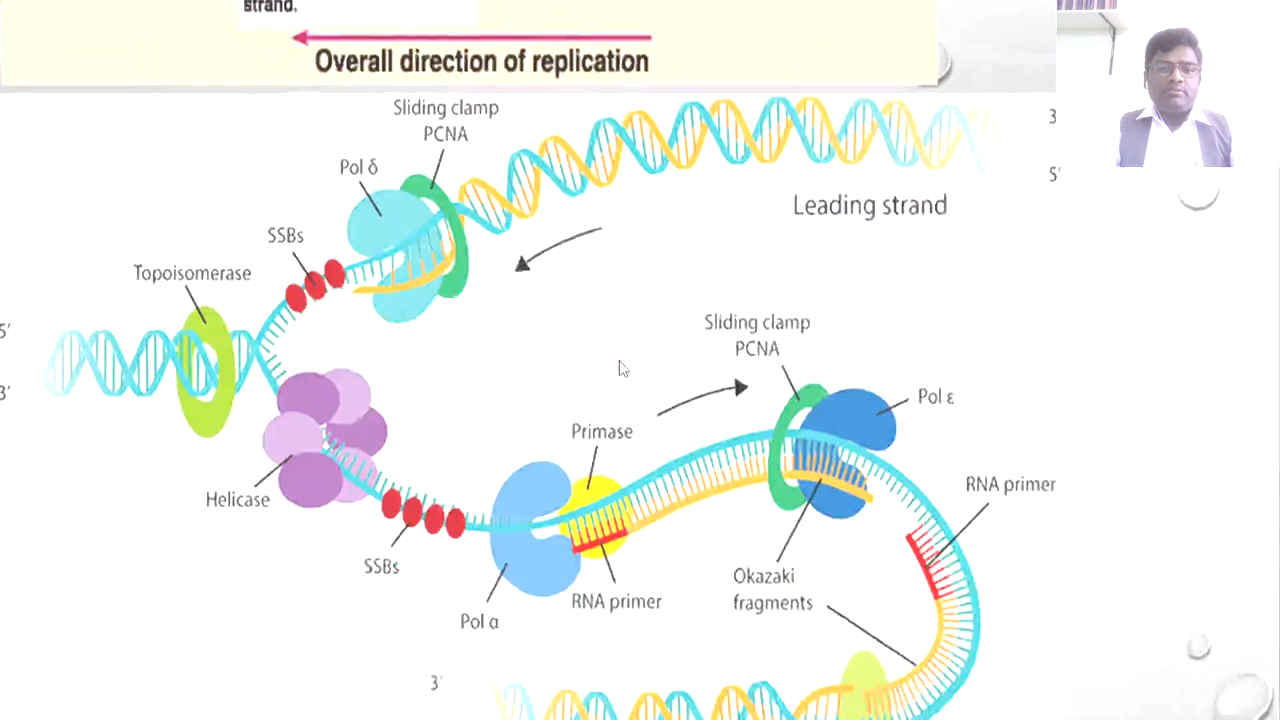 strand.
Overall direction of replication
Sliding clamp
PCNA
3
Pol δ
5'
Leading strand
SSBs
Topoisomerase
5'
Sliding clamp
PCNA
3'
Pol ε
Primase
RNA primer
Helicase
SSBs
Okazaki
fragments
RNA primer
Pol α
3'